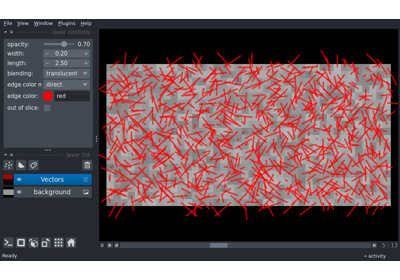 File View Window Plugins Help
layer controls
opacity: 0.70
width: 0.20
length: 2.50
blending: translucent
edge color m direct
edge color: red
out of slice:
layer list
Vectors
background
0 5 13
Ready activity